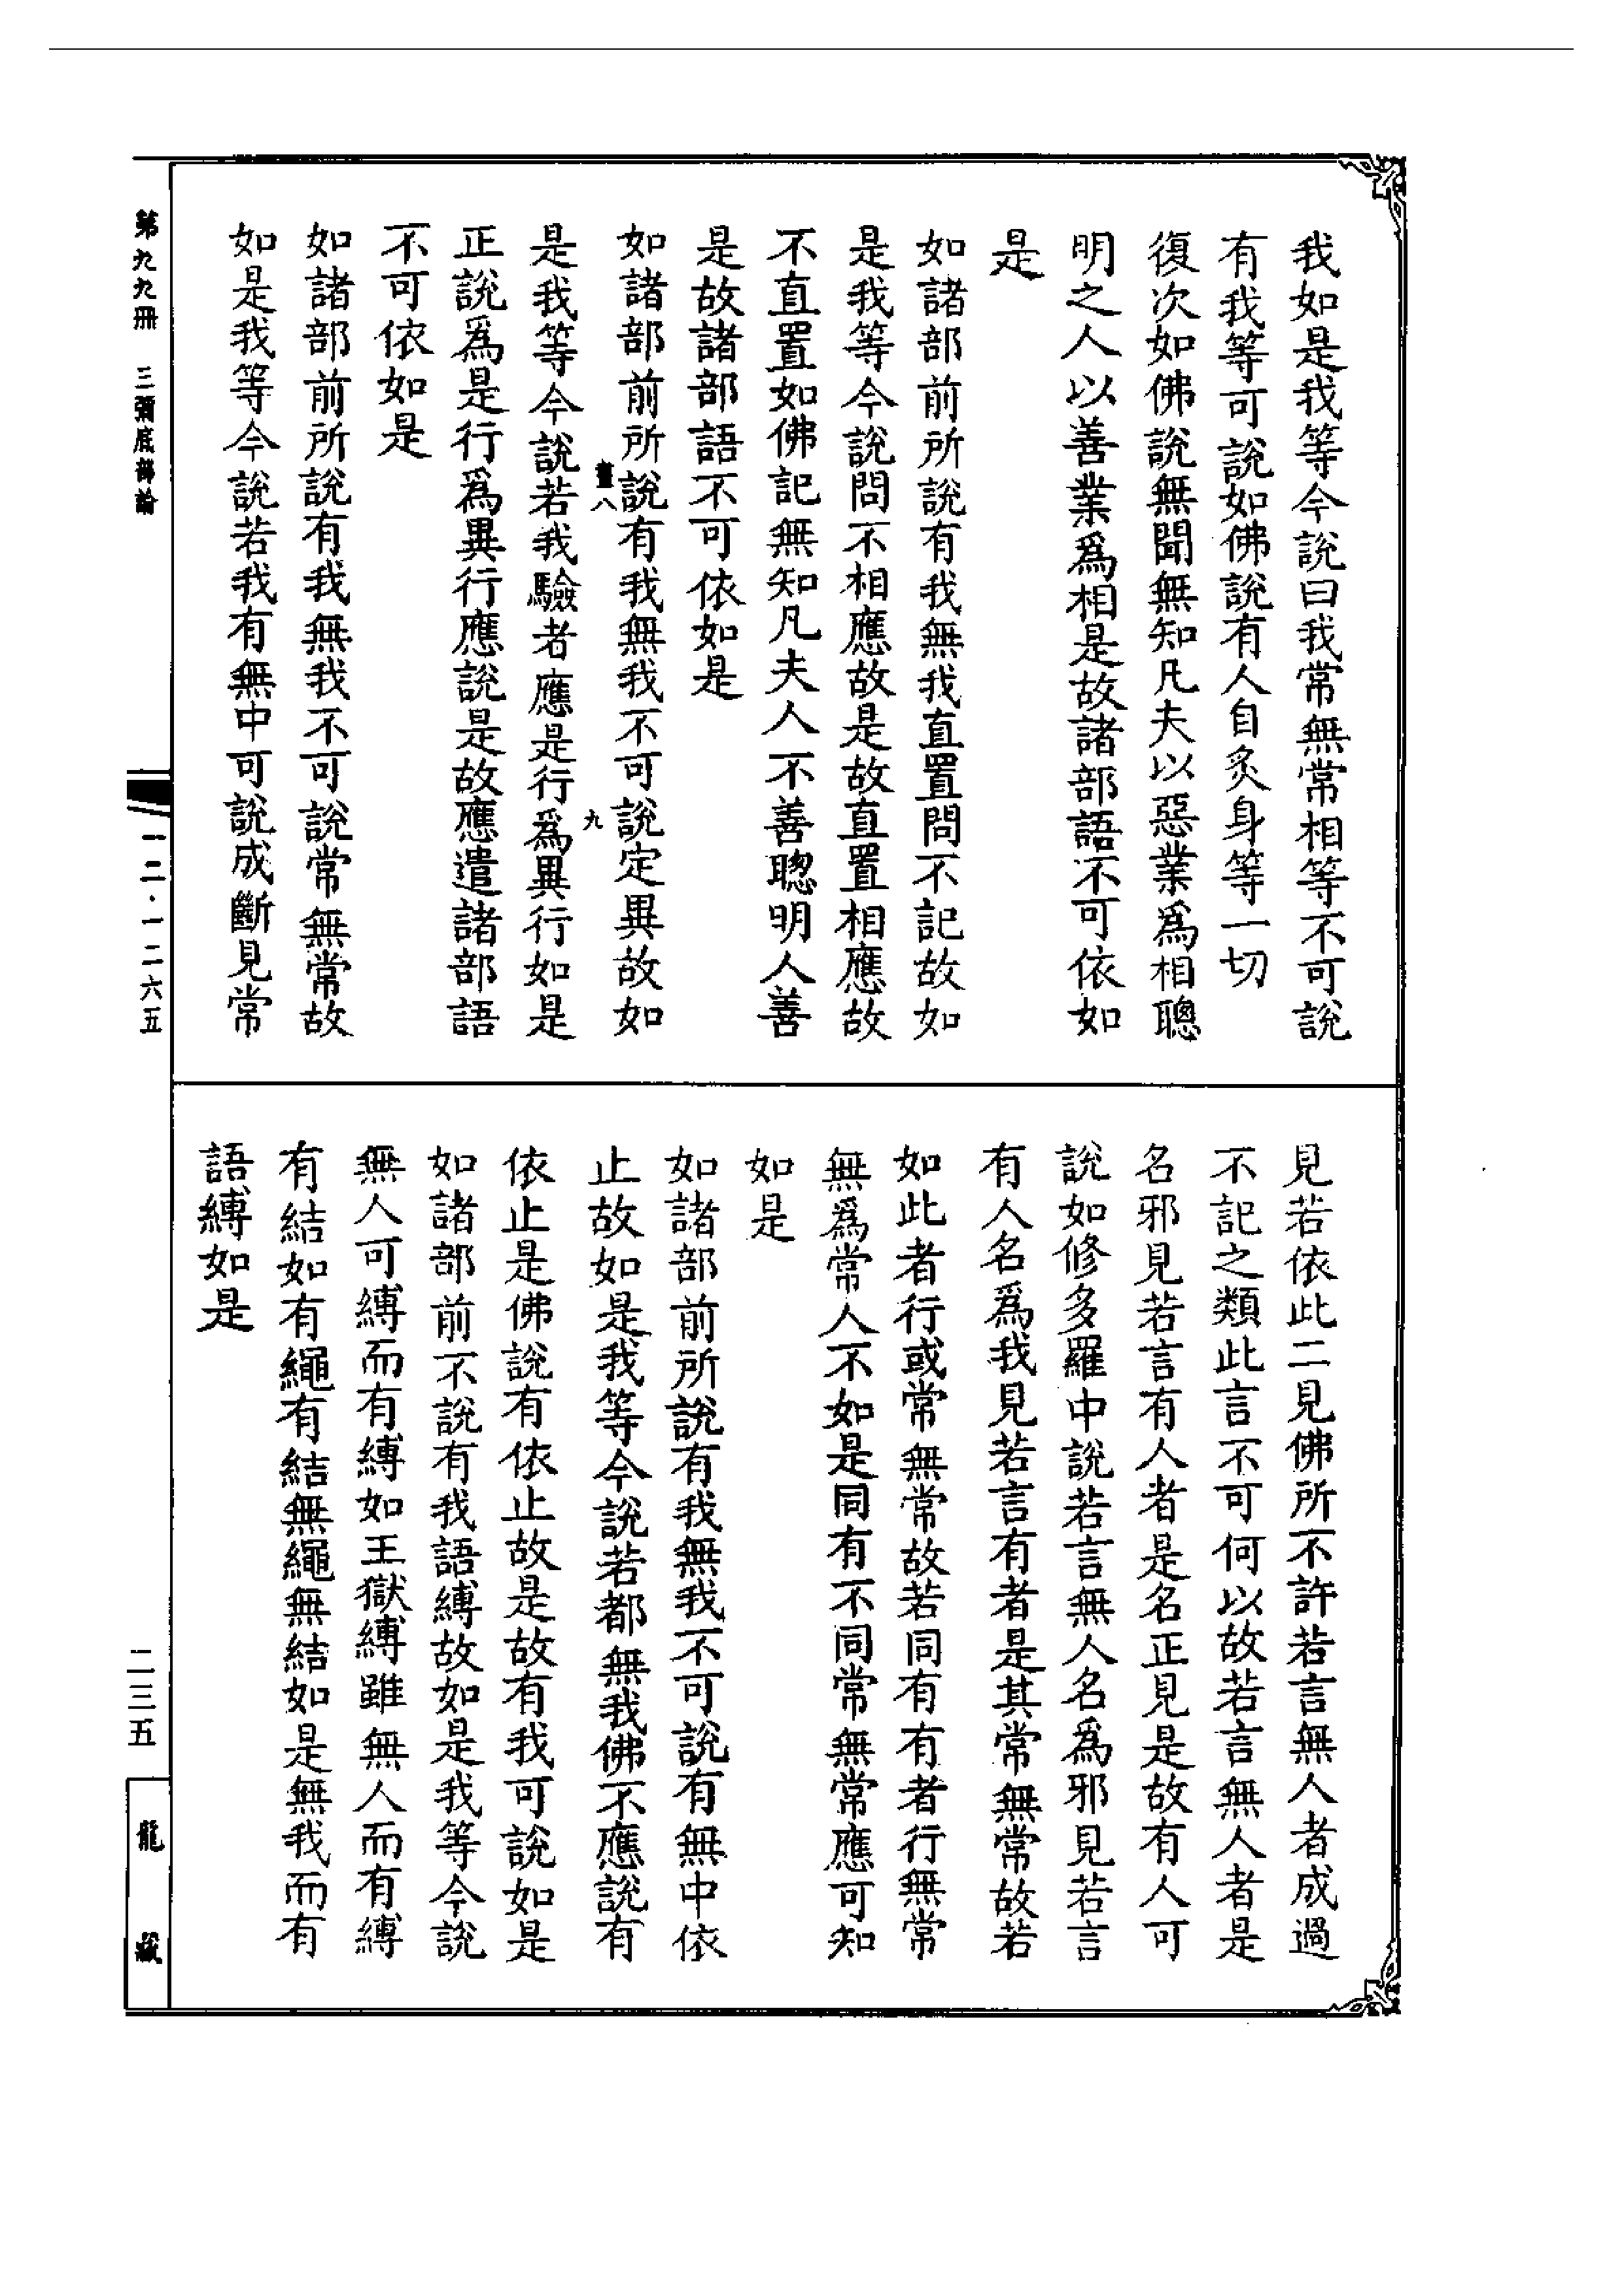 我如是我等今說曰我常無常相等不可說
有我等可說如佛說有人自炙身等一切
復次如佛說無聞無知凡夫以惡業爲相聰
明之人以善業爲相是故諸部語不可依如
是
如諸部前所說有我無我直置問不記故如
是我等今說問不相應故是故直置相應故
不直置如佛記無知凡夫人不善聰明人善
是故諸部語不可依如是
如諸部前所說有我無我不可說定異故如
畫八
九
是我等今說若我驗者應是行爲異行如是
正說爲是行爲異行應說是故應遣諸部語
不可依如是
如諸部前所說有我無我不可說常無常故
如是我等今說若我有無中可說成斷見常
見若依此二見佛所不許若言無人者成過
不記之類此言不可何以故若言無人者是
名邪見若言有人者是名正見是故有人可
說如修多羅中說若言無人名爲邪見若言
有人名爲我見若言有者是其常無常故若
如此者行或常無常故若同有有者行無常
無爲常人不如是同有不同常無常應可知
如是
如諸部前所說有我無我不可說有無中依
止故如是我等今說若都無我佛不應說有
依止是佛說有依止故是故有我可說如是
如諸部前不說有我語縛故如是我等今說
無人可縛而有縛如王獄縛雖無人而有縛
有結如有繩有結無繩無結如是無我而有
語縛如是
第九九冊 三彌底部論
一二·一二六五
二三五
龍藏